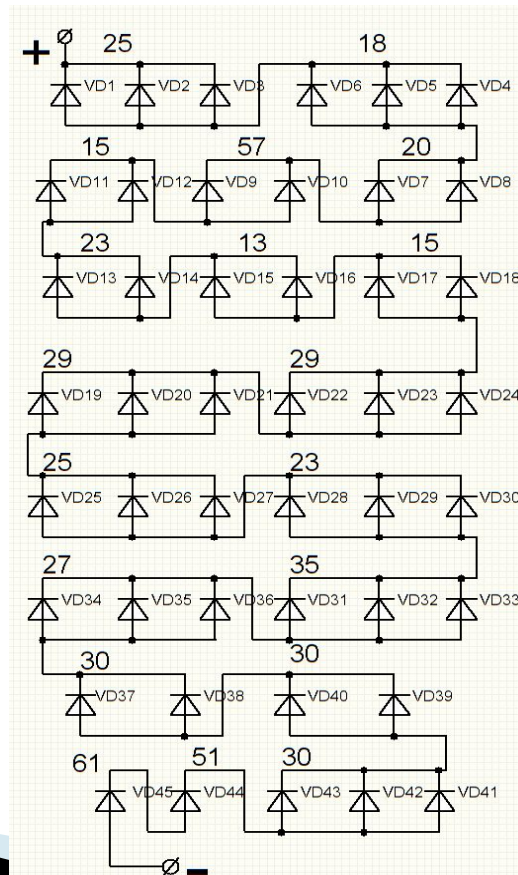 + 25 18
VD1 VD2 VD3 VD6 VD5 VD4
15 57 20
VD11 VD12 VD9 VD10 VD7 VD8
23 13 15
VD13 VD14 VD15 VD16 VD17 VD18
29 29
VD19 VD20 VD21 VD22 VD23 VD24
25 23
VD25 VD26 VD27 VD28 VD29 VD30
27 35
VD34 VD35 VD36 VD31 VD32 VD33
30 30
VD37 VD38 VD40 VD39
61 51 30
VD45 VD44 VD43 VD42 VD41
-